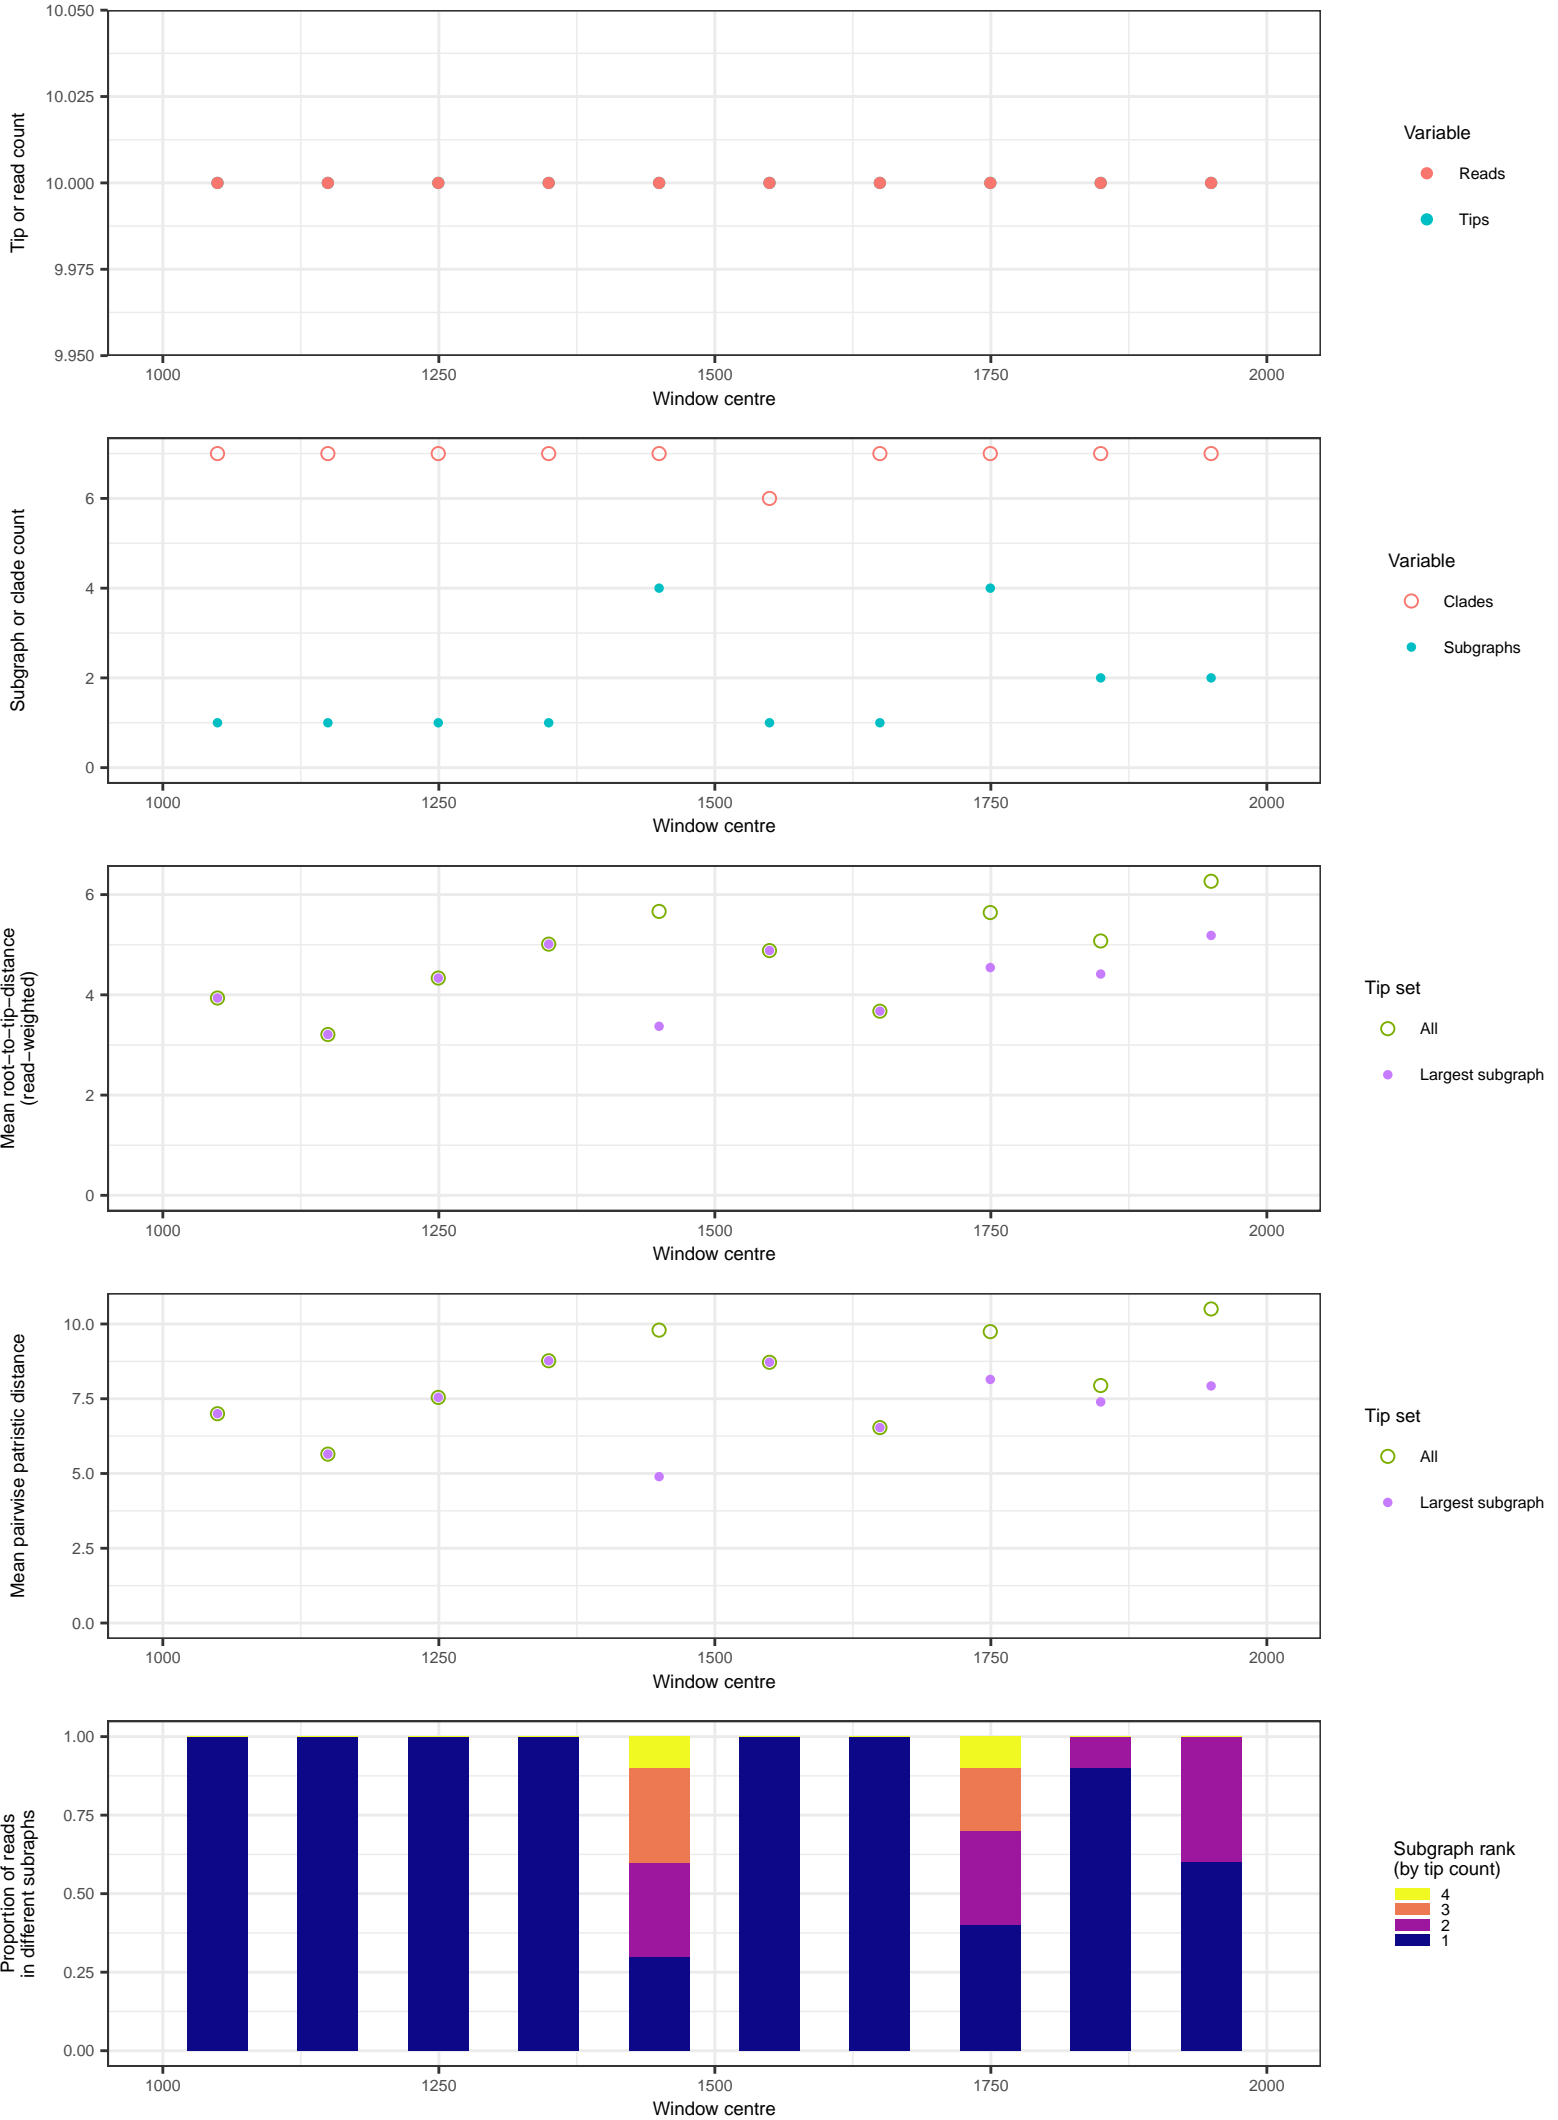 10.050
10.025
10.000
9.975
9.950
Tip or read count
1000 1250 1500 1750 2000
Window centre
Variable
Reads
Tips
6
4
2
0
Subgraph or clade count
1000 1250 1500 1750 2000
Window centre
Variable
Clades
Subgraphs
6
4
2
0
Mean root−to−tip−distance
(read−weighted)
1000 1250 1500 1750 2000
Window centre
Tip set
All
Largest subgraph
10.0
7.5
5.0
2.5
0.0
Mean pairwise patristic distance
1000 1250 1500 1750 2000
Window centre
Tip set
All
Largest subgraph
1.00
0.75
0.50
0.25
0.00
Proportion of reads
in different subraphs
1000 1250 1500 1750 2000
Window centre
Subgraph rank
(by tip count)
4
3
2
1